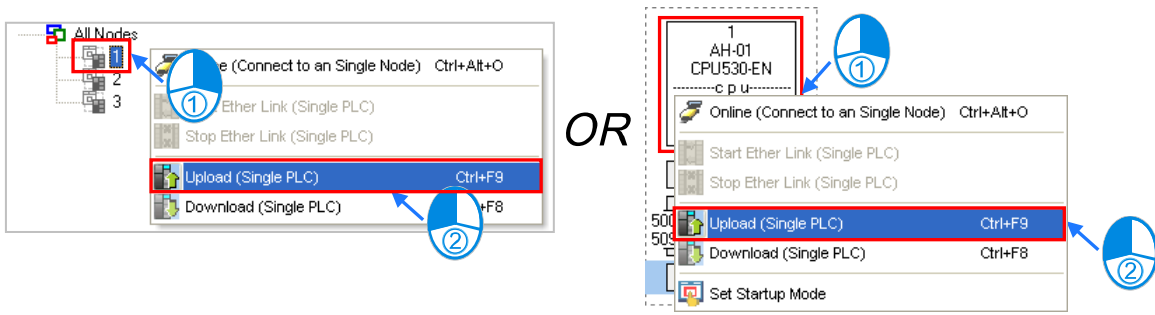 All Nodes
1
2
3
e (Connect to an Single Node) Ctrl+Alt+O
Ether Link (Single PLC)
Stop Ether Link (Single PLC)
Upload (Single PLC) Ctrl+F9
Download (Single PLC) +F8
①
②
OR
1
AH-01
CPU530-EN
cpu
①
Online (Connect to an Single Node) Ctrl+Alt+O
Start Ether Link (Single PLC)
Stop Ether Link (Single PLC)
500
Upload (Single PLC) Ctrl+F9
Download (Single PLC) Ctrl+F8
Set Startup Mode
②